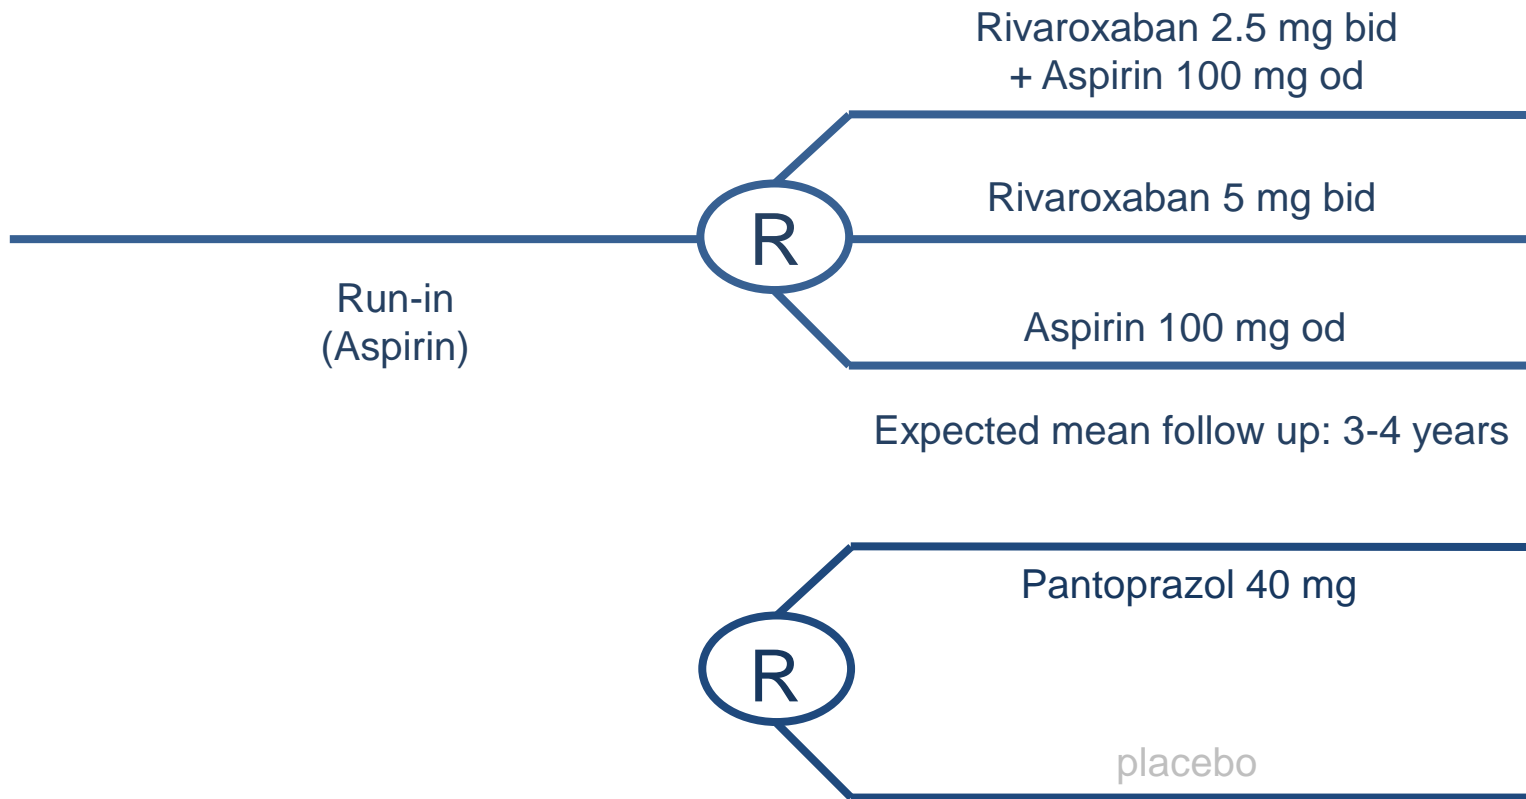 Rivaroxaban 2.5 mg bid
+ Aspirin 100 mg od
R
Rivaroxaban 5 mg bid
Run-in
(Aspirin)
Aspirin 100 mg od
Expected mean follow up: 3-4 years
Pantoprazol 40 mg
R
placebo